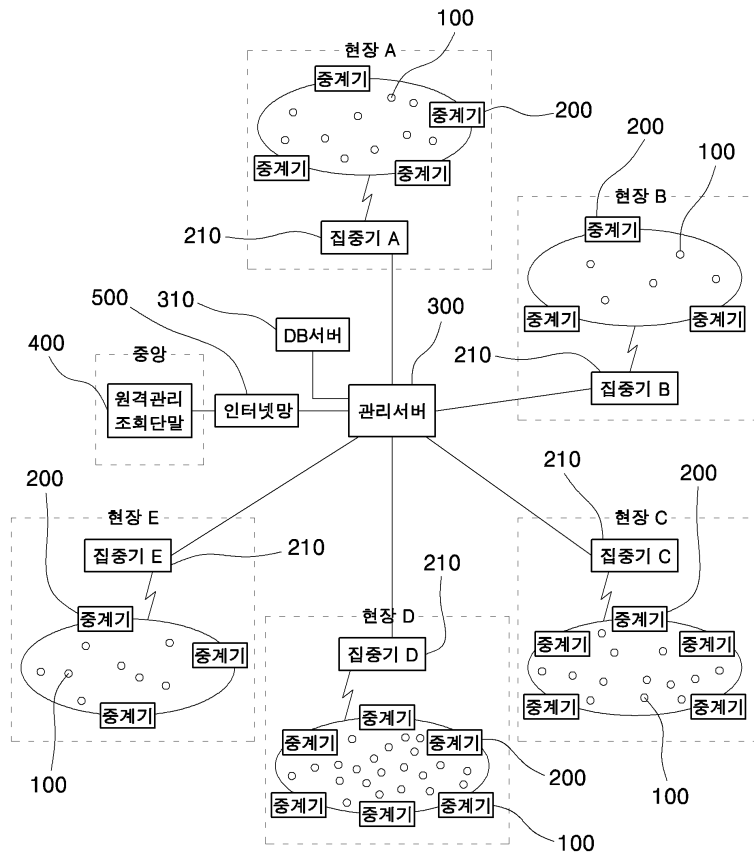 100
현장 A
중계기
중계기
200
200
100
중계기
중계기
현장 B
중계기
210
집중기 A
500
310
300
중계기
중계기
DB서버
210
400
중앙
원격관리
조회단말
인터넷망
관리서버
집중기 B
210
200
200
현장 E
현장 C
집중기 E
210
집중기 C
210
200
중계기
현장 D
중계기
중계기
집중기 D
중계기
중계기
중계기
중계기
중계기
중계기
중계기
중계기
100
200
100
중계기
중계기
중계기
100